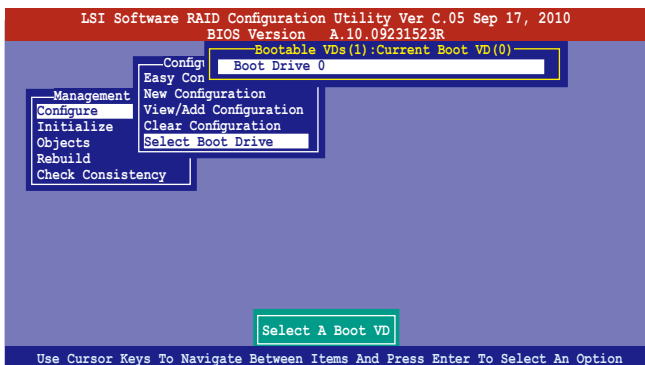 LSI Software RAID Configuration Utility Ver C.05 Sep 17, 2010
BIOS Version A.10.09231523R
Bootable VDs(1):Current Boot VD(0)
Boot Drive 0
Configu
Easy Con
New Configuration
View/Add Configuration
Clear Configuration
Select Boot Drive
Management
Configure
Initialize
Objects
Rebuild
Check Consistency
Select A Boot VD
Use Cursor Keys To Navigate Between Items And Press Enter To Select An Option